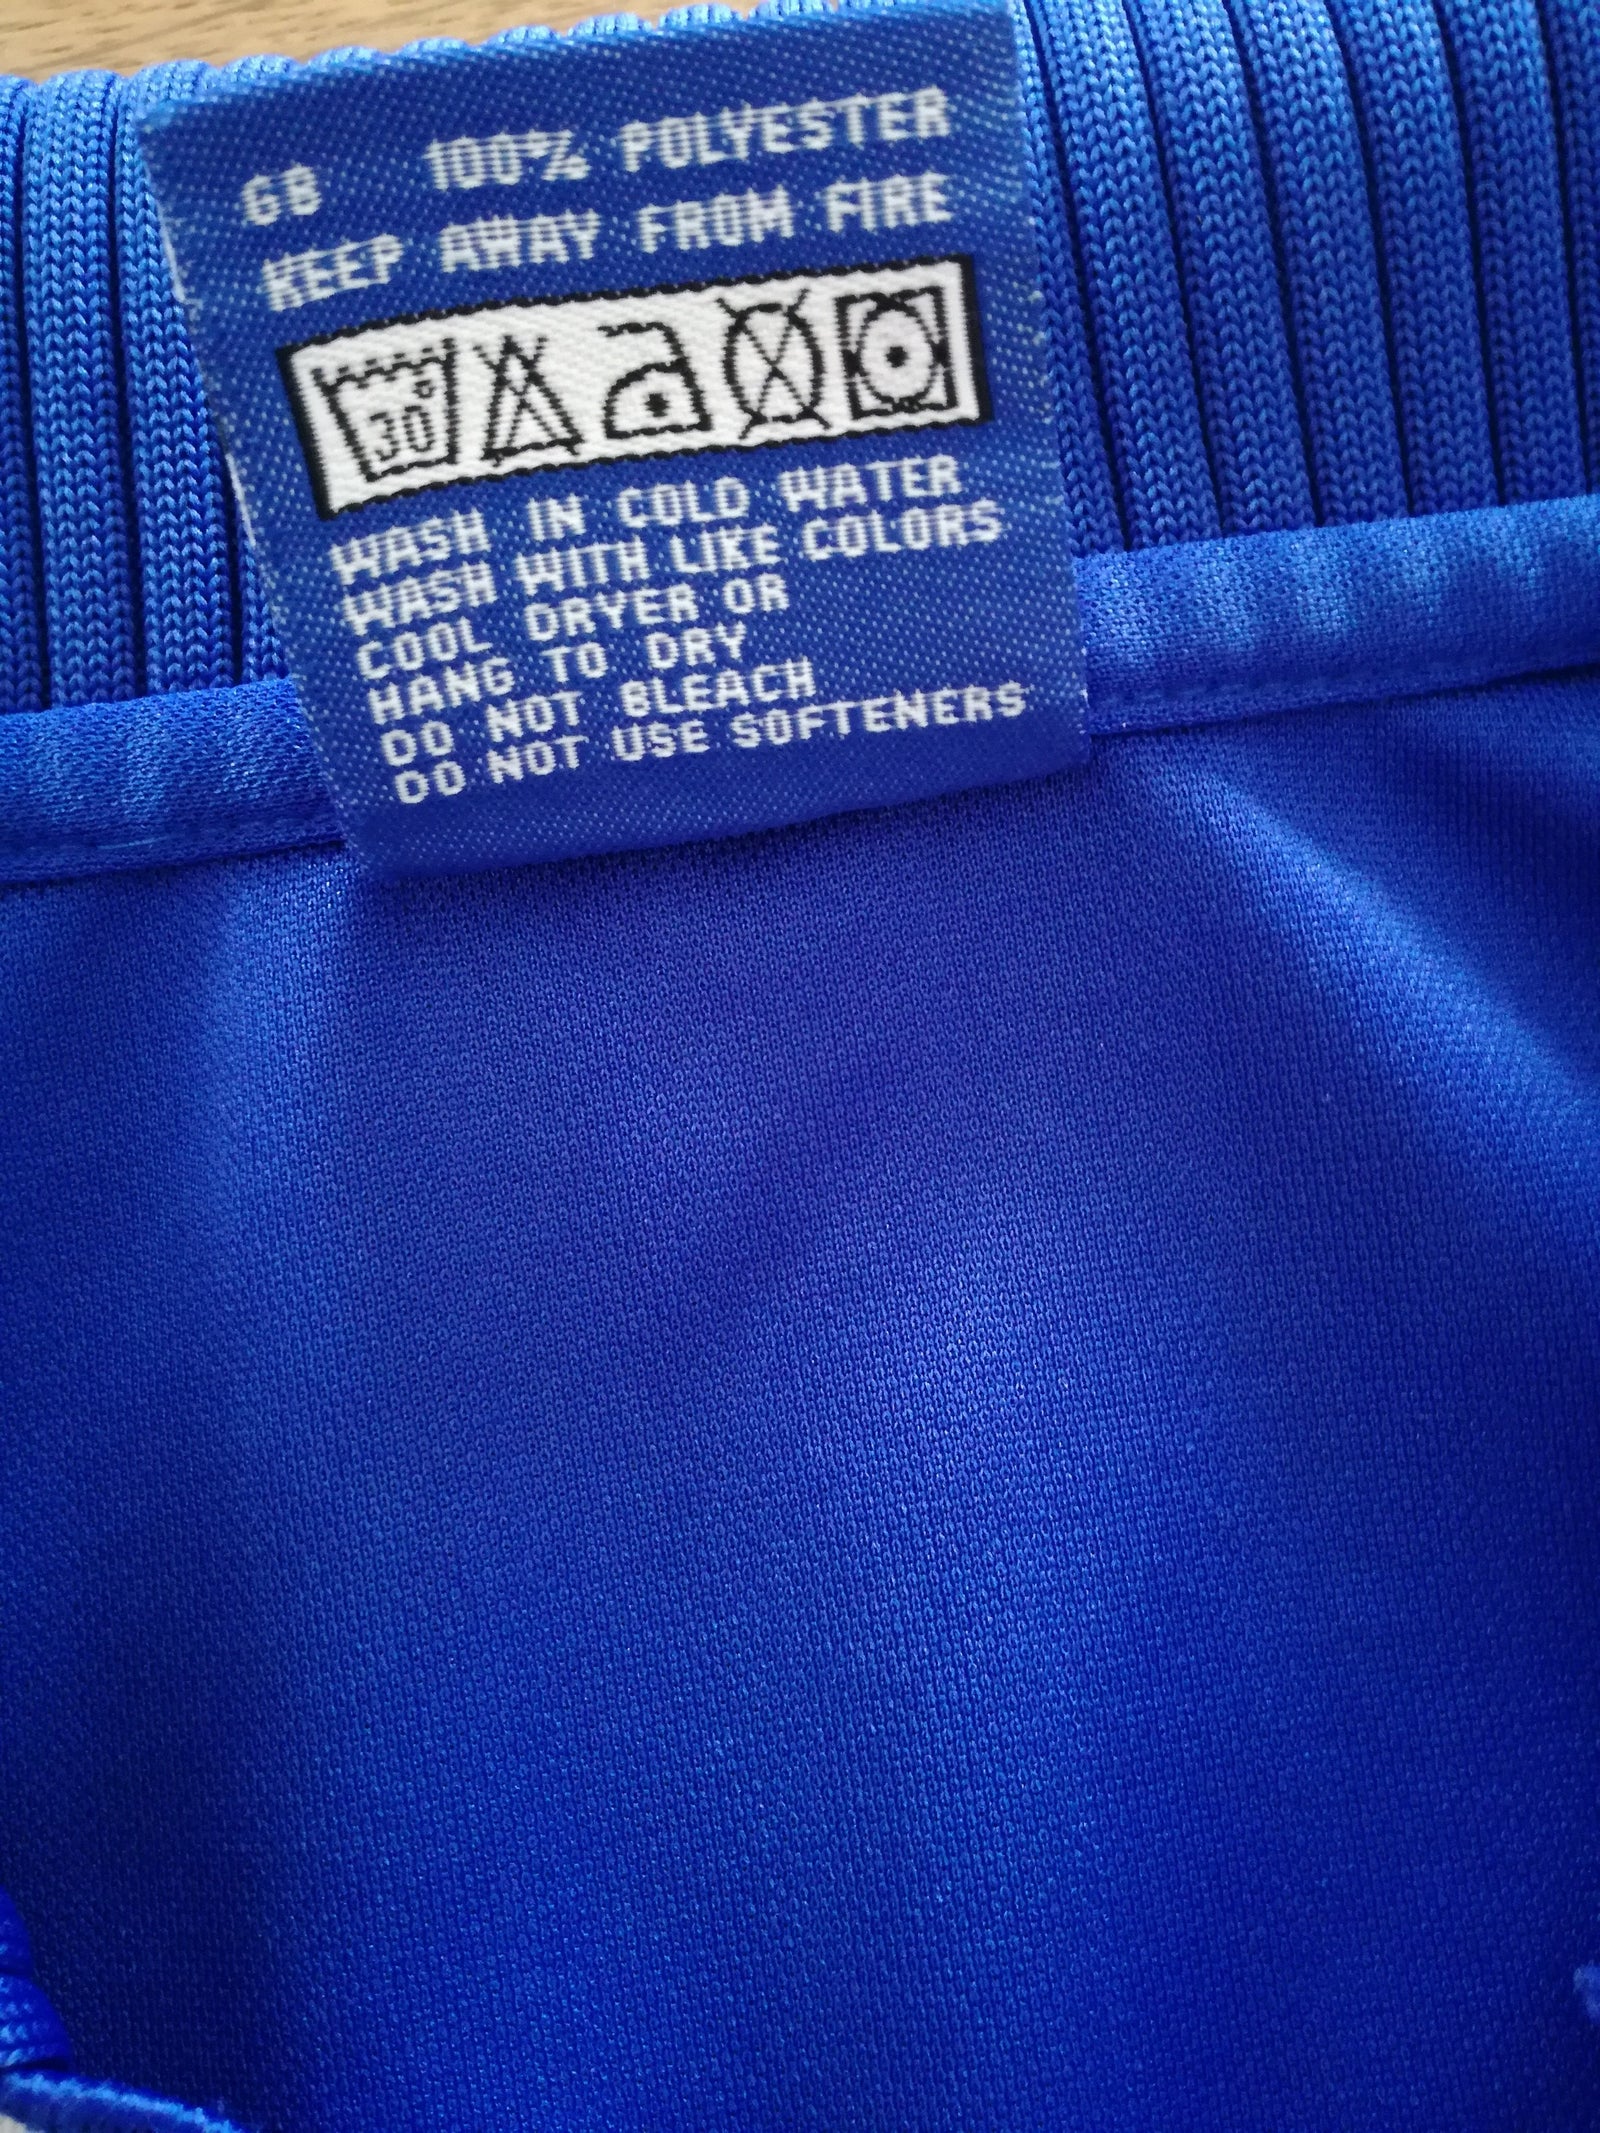 GB 100% POLYESTER
KEEP AWAY FROM FIRE
30°
WASH IN COLD WATER
WASH WITH LIKE COLORS
COOL DRYER OR
HANG TO DRY
DO NOT BLEACH
DO NOT USE SOFTENERS